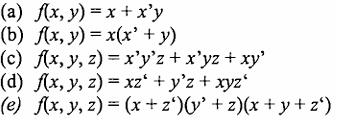 (a) f(x, y) = x + x’y
(b) f(x, y) = x(x’ + y)
(c) f(x, y, z) = x’y’z + x’yz + xy’
(d) f(x, y, z) = xz‘ + y’z + xyz‘
(e) f(x, y, z) = (x + z‘)(y’ + z)(x + y + z‘)